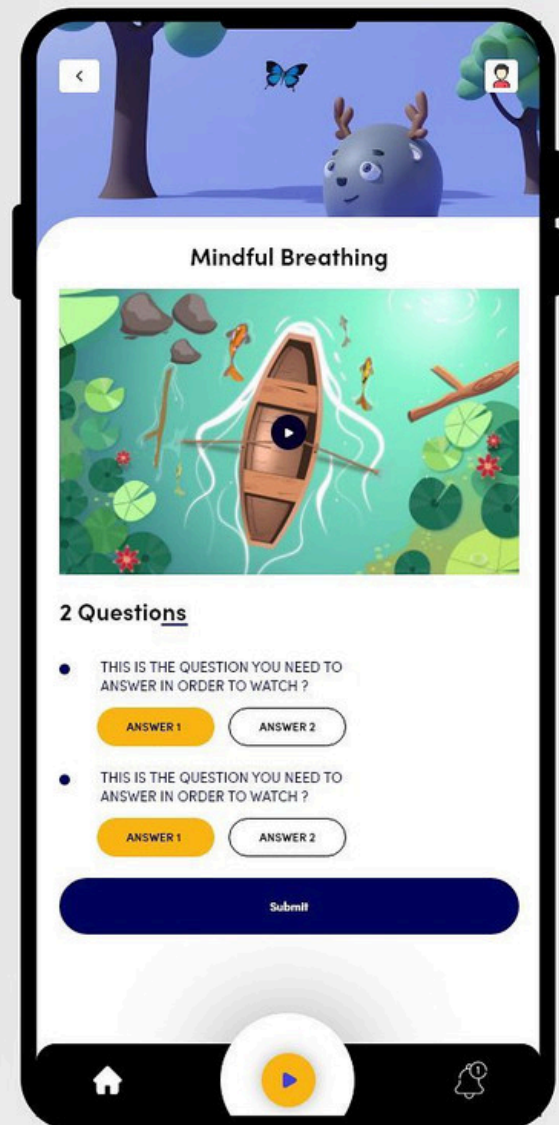 Mindful Breathing
2 Questions
THIS IS THE QUESTION YOU NEED TO
ANSWER IN ORDER TO WATCH ?
ANSWER 1 ANSWER 2
THIS IS THE QUESTION YOU NEED TO
ANSWER IN ORDER TO WATCH ?
ANSWER 1 ANSWER 2
Submit
1